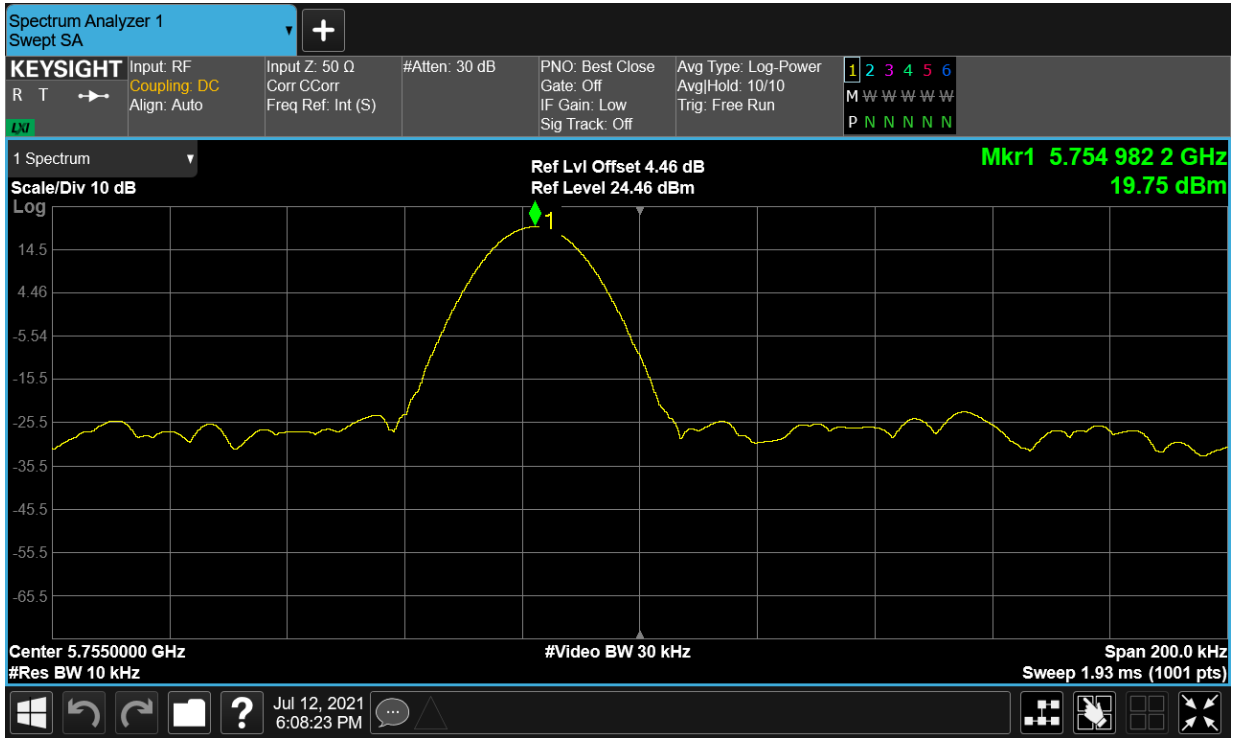 Spectrum Analyzer 1
Swept SA
+
KEYSIGHT
R T
LXI
Input: RF
Coupling: DC
Align: Auto
Input Z: 50 Ω
Corr CCorr
Freq Ref: Int (S)
#Atten: 30 dB
PNO: Best Close
Gate: Off
IF Gain: Low
Sig Track: Off
Avg Type: Log-Power
Avg|Hold: 10/10
Trig: Free Run
1 2 3 4 5 6
M W W W W W
P N N N N N
1 Spectrum
Scale/Div 10 dB
Log
Ref Lvl Offset 4.46 dB
Ref Level 24.46 dBm
Mkr1 5.754 982 2 GHz
19.75 dBm
1
14.5
4.46
-5.54
-15.5
-25.5
-35.5
-45.5
-55.5
-65.5
Center 5.7550000 GHz
#Res BW 10 kHz
#Video BW 30 kHz
Span 200.0 kHz
Sweep 1.93 ms (1001 pts)
?
Jul 12, 2021
6:08:23 PM